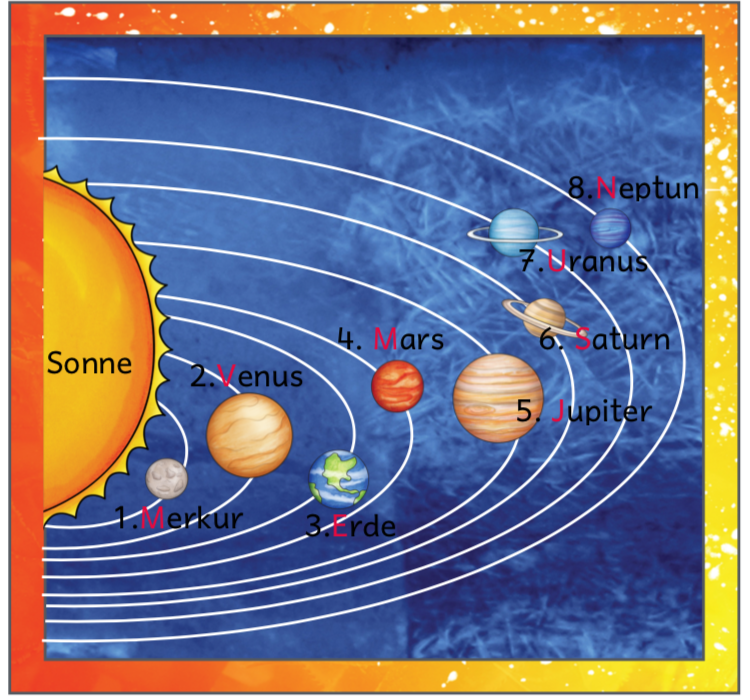 Sonne
1.Merkur
2.Venus
3.Erde
4. Mars
5. Jupiter
6. Saturn
7.Uranus
8.Neptun